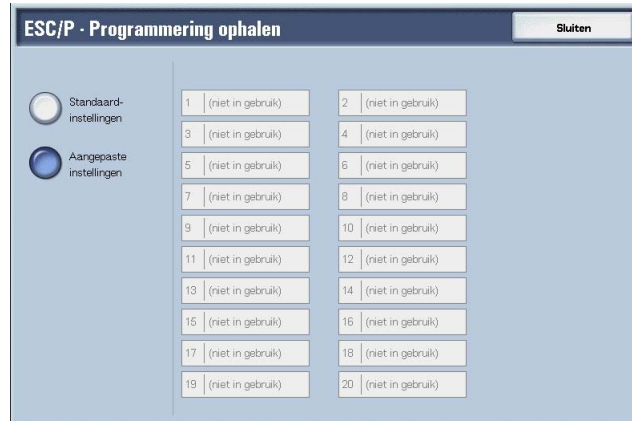 ESC/P - Programmering ophalen
Sluiten
Standaard-
instellingen
Aangepaste
instellingen
1 (niet in gebruik)
2 (niet in gebruik)
3 (niet in gebruik)
4 (niet in gebruik)
5 (niet in gebruik)
6 (niet in gebruik)
7 (niet in gebruik)
8 (niet in gebruik)
9 (niet in gebruik)
10 (niet in gebruik)
11 (niet in gebruik)
12 (niet in gebruik)
13 (niet in gebruik)
14 (niet in gebruik)
15 (niet in gebruik)
16 (niet in gebruik)
17 (niet in gebruik)
18 (niet in gebruik)
19 (niet in gebruik)
20 (niet in gebruik)